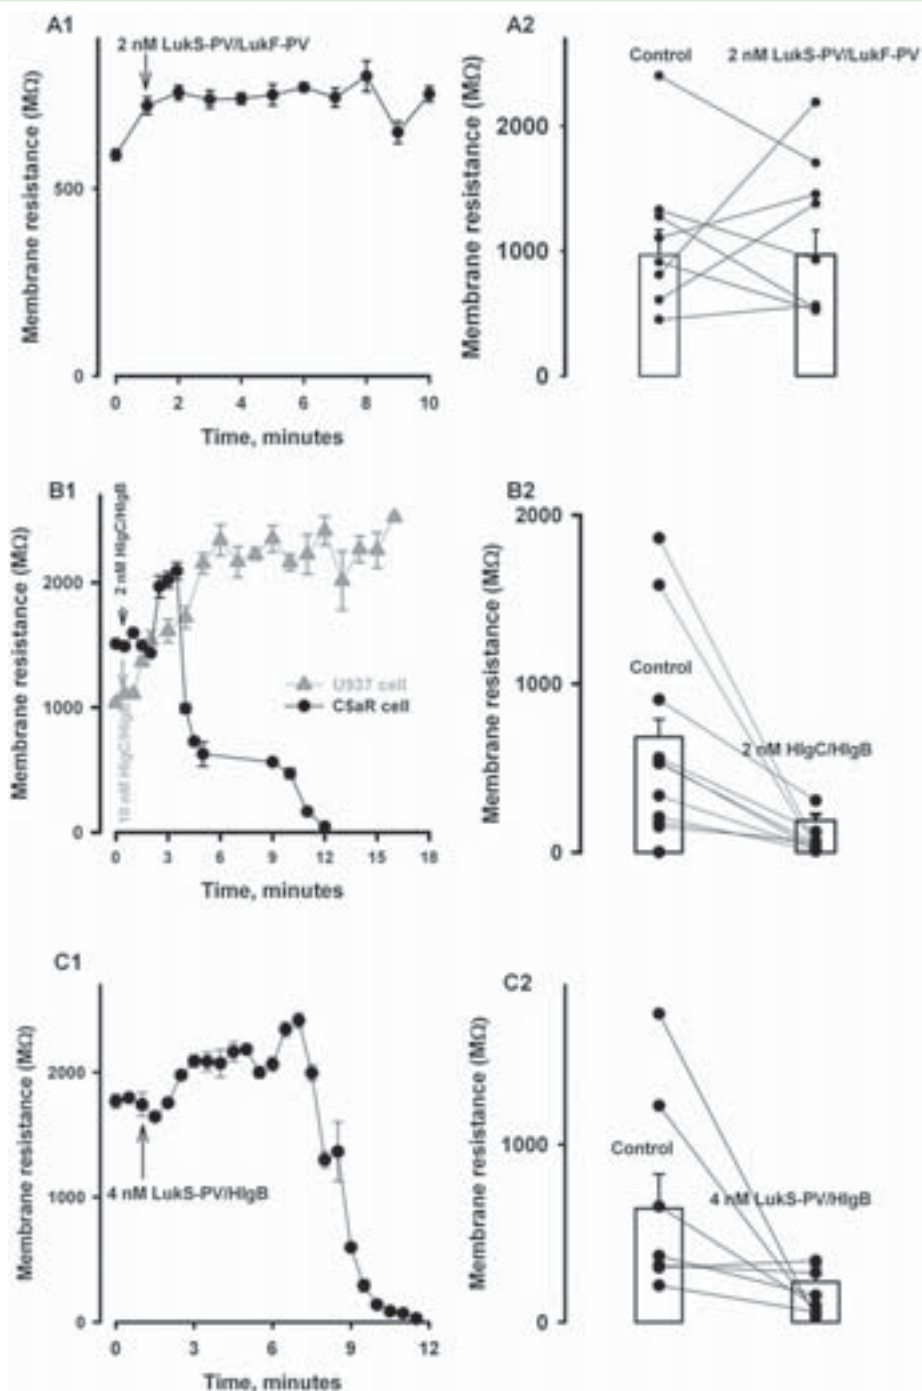 A1
2 nM LukS-PV/LukF-PV
Membrane resistance (MΩ)
500
0
0 2 4 6 8 10
Time, minutes
A2
Control
2 nM LukS-PV/LukF-PV
Membrane resistance (MΩ)
2000
1000
0
B1
2 nM HlgC/HlgB
10 nM HlgC/HlgB
Membrane resistance (MΩ)
2000
1000
0
U937 cell
C5aR cell
0 3 6 9 12 15 18
Time, minutes
B2
Membrane resistance (MΩ)
2000
1000
0
Control
2 nM HlgC/HlgB
C1
Membrane resistance (MΩ)
2000
1000
0
4 nM LukS-PV/HlgB
0 3 6 9 12
Time, minutes
C2
Membrane resistance (MΩ)
1000
0
Control
4 nM LukS-PV/HlgB